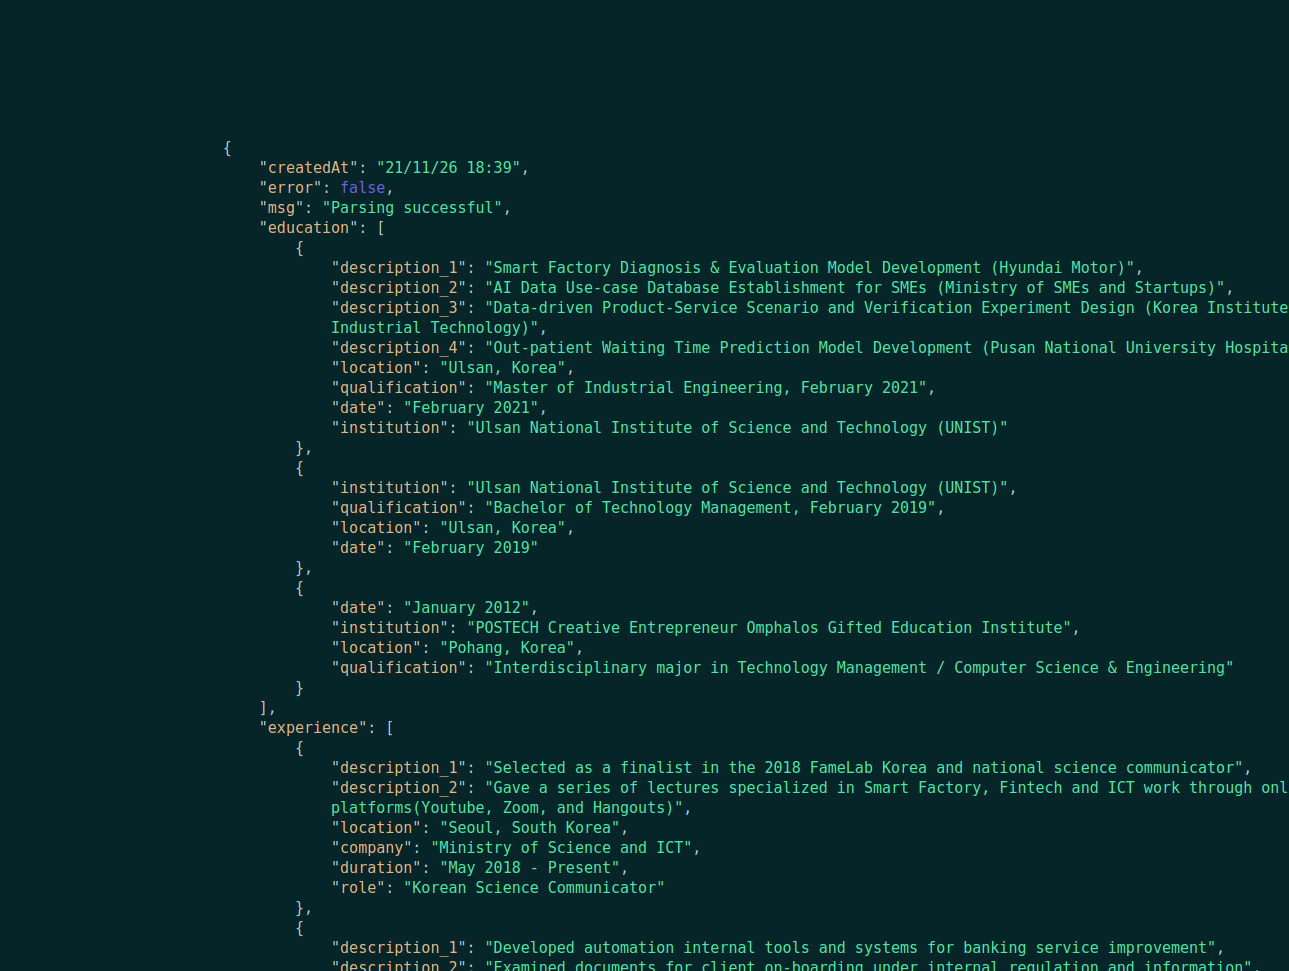 {
"createdAt": "21/11/26 18:39",
"error": false,
"msg": "Parsing successful",
"education": [
{
"description_1": "Smart Factory Diagnosis & Evaluation Model Development (Hyundai Motor)",
"description_2": "AI Data Use-case Database Establishment for SMEs (Ministry of SMEs and Startups)",
"description_3": "Data-driven Product-Service Scenario and Verification Experiment Design (Korea Institute
Industrial Technology)",
"description_4": "Out-patient Waiting Time Prediction Model Development (Pusan National University Hospita
"location": "Ulsan, Korea",
"qualification": "Master of Industrial Engineering, February 2021",
"date": "February 2021",
"institution": "Ulsan National Institute of Science and Technology (UNIST)"
},
{
"institution": "Ulsan National Institute of Science and Technology (UNIST)",
"qualification": "Bachelor of Technology Management, February 2019",
"location": "Ulsan, Korea",
"date": "February 2019"
},
{
"date": "January 2012",
"institution": "POSTECH Creative Entrepreneur Omphalos Gifted Education Institute",
"location": "Pohang, Korea",
"qualification": "Interdisciplinary major in Technology Management / Computer Science & Engineering"
}
],
"experience": [
{
"description_1": "Selected as a finalist in the 2018 FameLab Korea and national science communicator",
"description_2": "Gave a series of lectures specialized in Smart Factory, Fintech and ICT work through onl
platforms(Youtube, Zoom, and Hangouts)",
"location": "Seoul, South Korea",
"company": "Ministry of Science and ICT",
"duration": "May 2018 - Present",
"role": "Korean Science Communicator"
},
{
"description_1": "Developed automation internal tools and systems for banking service improvement",
"description_2": "Examined documents for client on-boarding under internal regulation and information",